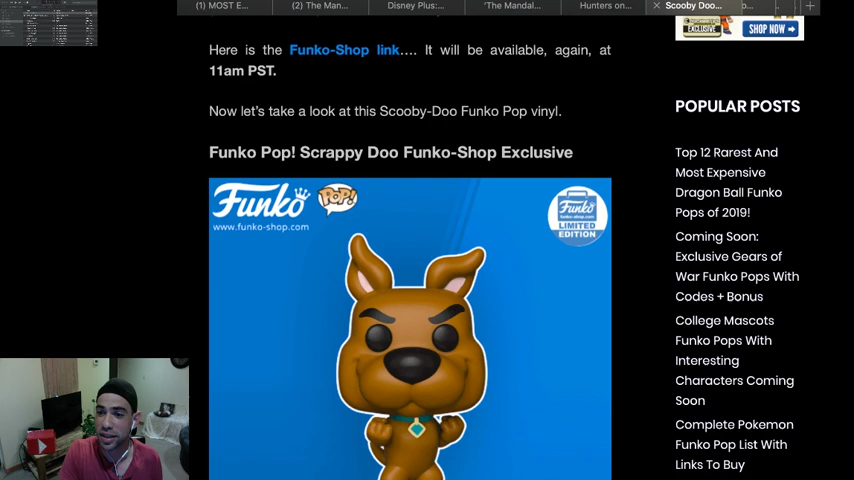 (1) MOST E...
(2) The Man...
Disney Plus:...
'The Mandal...
Hunters on...
Scooby Doo...
Here is the Funko-Shop link.... It will be available, again, at
11am PST.
Now let's take a look at this Scooby-Doo Funko Pop vinyl.
Funko Pop! Scrappy Doo Funko-Shop Exclusive
Funko POP!
www.funko-shop.com
Funko
funko-shop.com
LIMITED
EDITION
EXCLUSIVE
SHOP NOW
POPULAR POSTS
Top 12 Rarest And
Most Expensive
Dragon Ball Funko
Pops of 2019!
Coming Soon:
Exclusive Gears of
War Funko Pops With
Codes + Bonus
College Mascots
Funko Pops With
Interesting
Characters Coming
Soon
Complete Pokemon
Funko Pop List With
Links To Buy